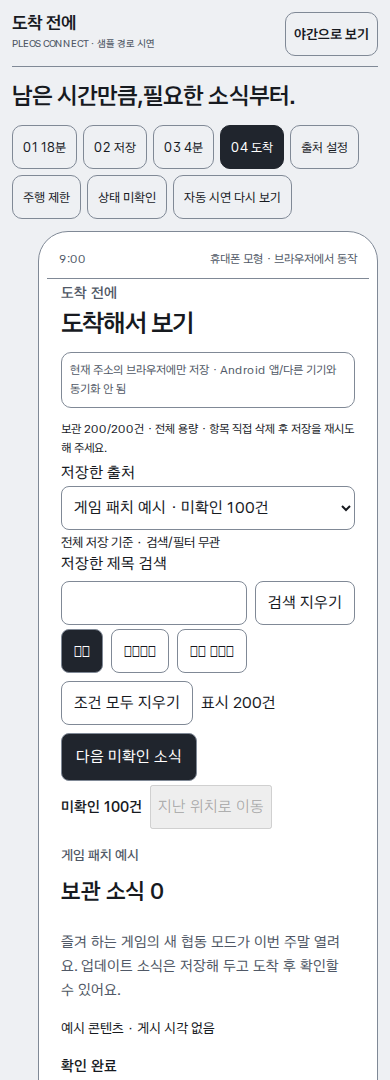 도착 전에
PLEOS CONNECT · 샘플 경로 시연
야간으로 보기
남은 시간만큼,필요한 소식부터.
01 18분
02 저장
03 4분
04 도착
출처 설정
주행 제한
상태 미확인
자동 시연 다시 보기
9:00
휴대폰 모형 · 브라우저에서 동작
도착 전에
도착해서 보기
현재 주소의 브라우저에만 저장 · Android 앱/다른 기기와
동기화 안 됨
보관 200/200건 · 전체 용량 · 항목 직접 삭제 후 저장을 재시도
해 주세요.
저장한 출처
게임 패치 예시 · 미확인 100건
전체 저장 기준 · 검색/필터 무관
저장한 제목 검색
검색 지우기
조건 모두 지우기
표시 200건
다음 미확인 소식
미확인 100건
지난 위치로 이동
게임 패치 예시
보관 소식 0
즐겨 하는 게임의 새 협동 모드가 이번 주말 열려
요. 업데이트 소식은 저장해 두고 도착 후 확인할
수 있어요.
예시 콘텐츠 · 게시 시각 없음
확인 완료